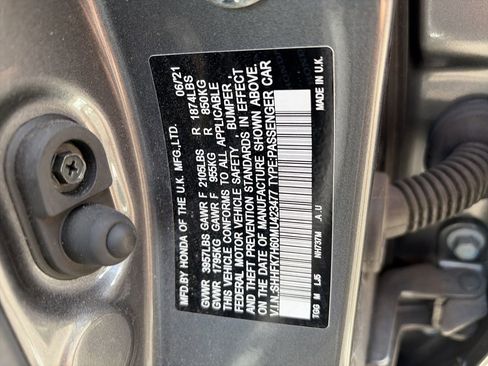 MFD.BY HONDA OF THE U.K. MFG.,LTD. 06/21
GVWR 3957LBS GAWR F 2105LBS R 1874LBS
GVWR 1795KG GAWR F 955KG R 850KG
THIS VEHICLE CONFORMS TO ALL APPLICABLE
FEDERAL MOTOR VEHICLE SAFETY, BUMPER,
AND THEFT PREVENTION STANDARDS IN EFFECT
ON THE DATE OF MANUFACTURE SHOWN ABOVE.
V.I.N.:SHHFK7H60MU423477 TYPE:PASSENGER CAR
TGG M LJ5 NH737M A.U MADE IN U.K.